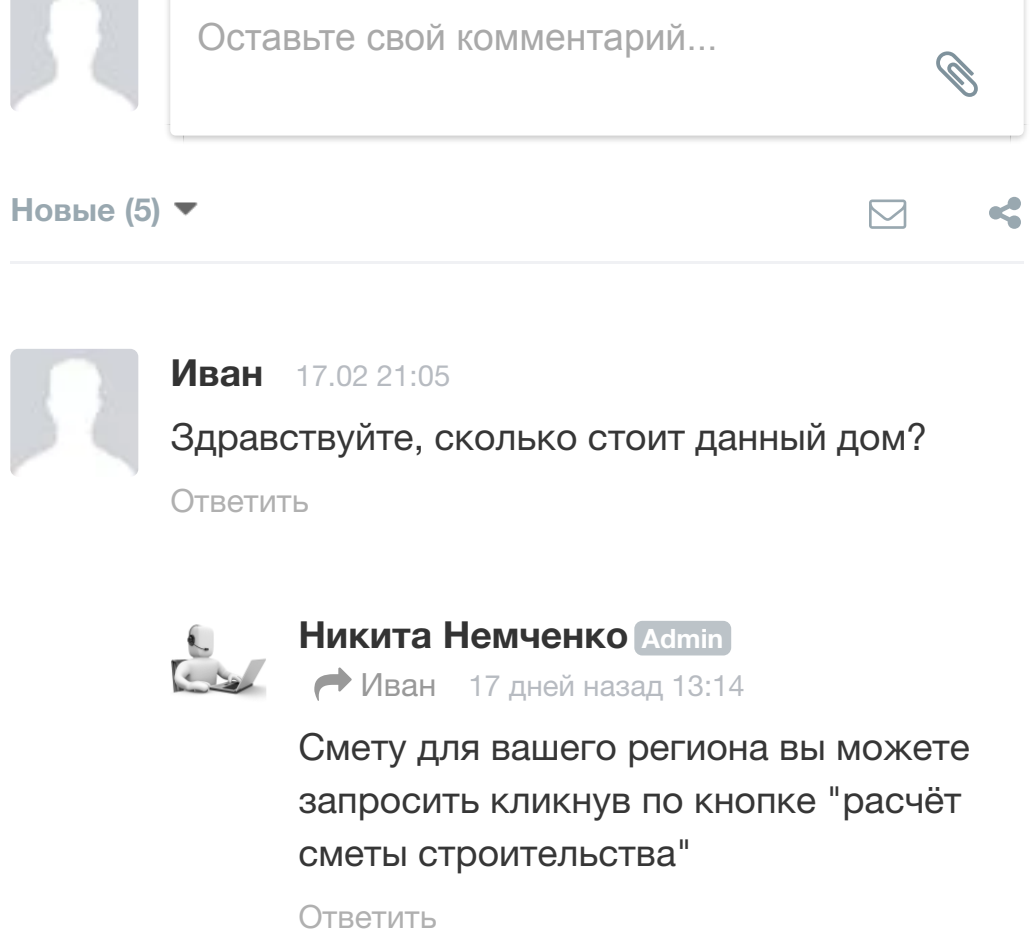 Оставьте свой комментарий...
Новые (5)
Иван 17.02 21:05
Здравствуйте, сколько стоит данный дом?
Ответить
Никита Немченко Admin
Иван 17 дней назад 13:14
Смету для вашего региона вы можете
запросить кликнув по кнопке "расчёт
сметы строительства"
Ответить